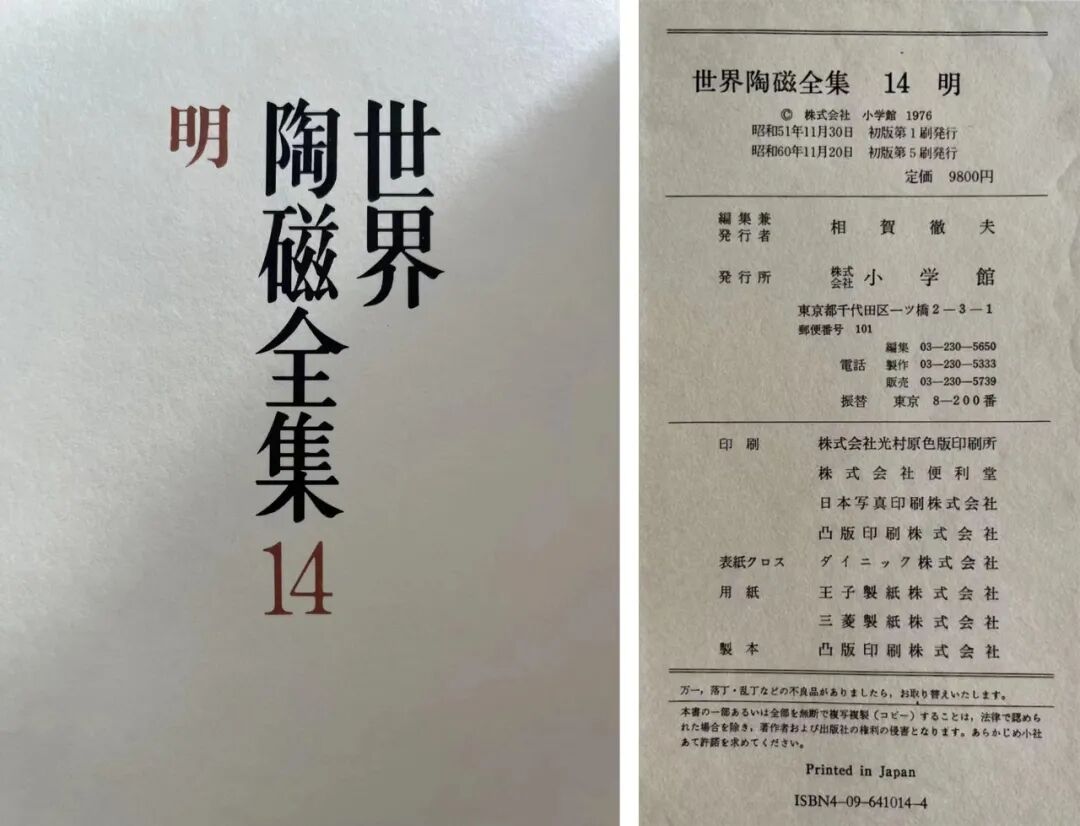 世界
陶磁全集 14
明
世界陶磁全集 14 明
© 株式会社 小学館 1976
昭和51年11月30日 初版第1刷発行
昭和60年11月20日 初版第5刷発行
定価 9800円
編集兼
発行者 相賀徹夫
発行所 株式会社 小学館
東京都千代田区一ツ橋2-3-1
郵便番号 101
編集 03-230-5650
電話 製作 03-230-5333
販売 03-230-5739
振替 東京 8-200番
印刷 株式会社光村原色版印刷所
株式会社便利堂
日本写真印刷株式会社
凸版印刷株式会社
表紙クロス ダイニック株式会社
用紙 王子製紙株式会社
三菱製紙株式会社
製本 凸版印刷株式会社
万一，落丁・乱丁などの不良品がありましたら，お取り替えいたします。
本書の一部あるいは全部を無断で複写複製（コピー）することは，法律で認めら
れた場合を除き，著作者および出版社の権利の侵害となります。あらかじめ小社
あて許諾を求めてください。
Printed in Japan
ISBN4-09-641014-4